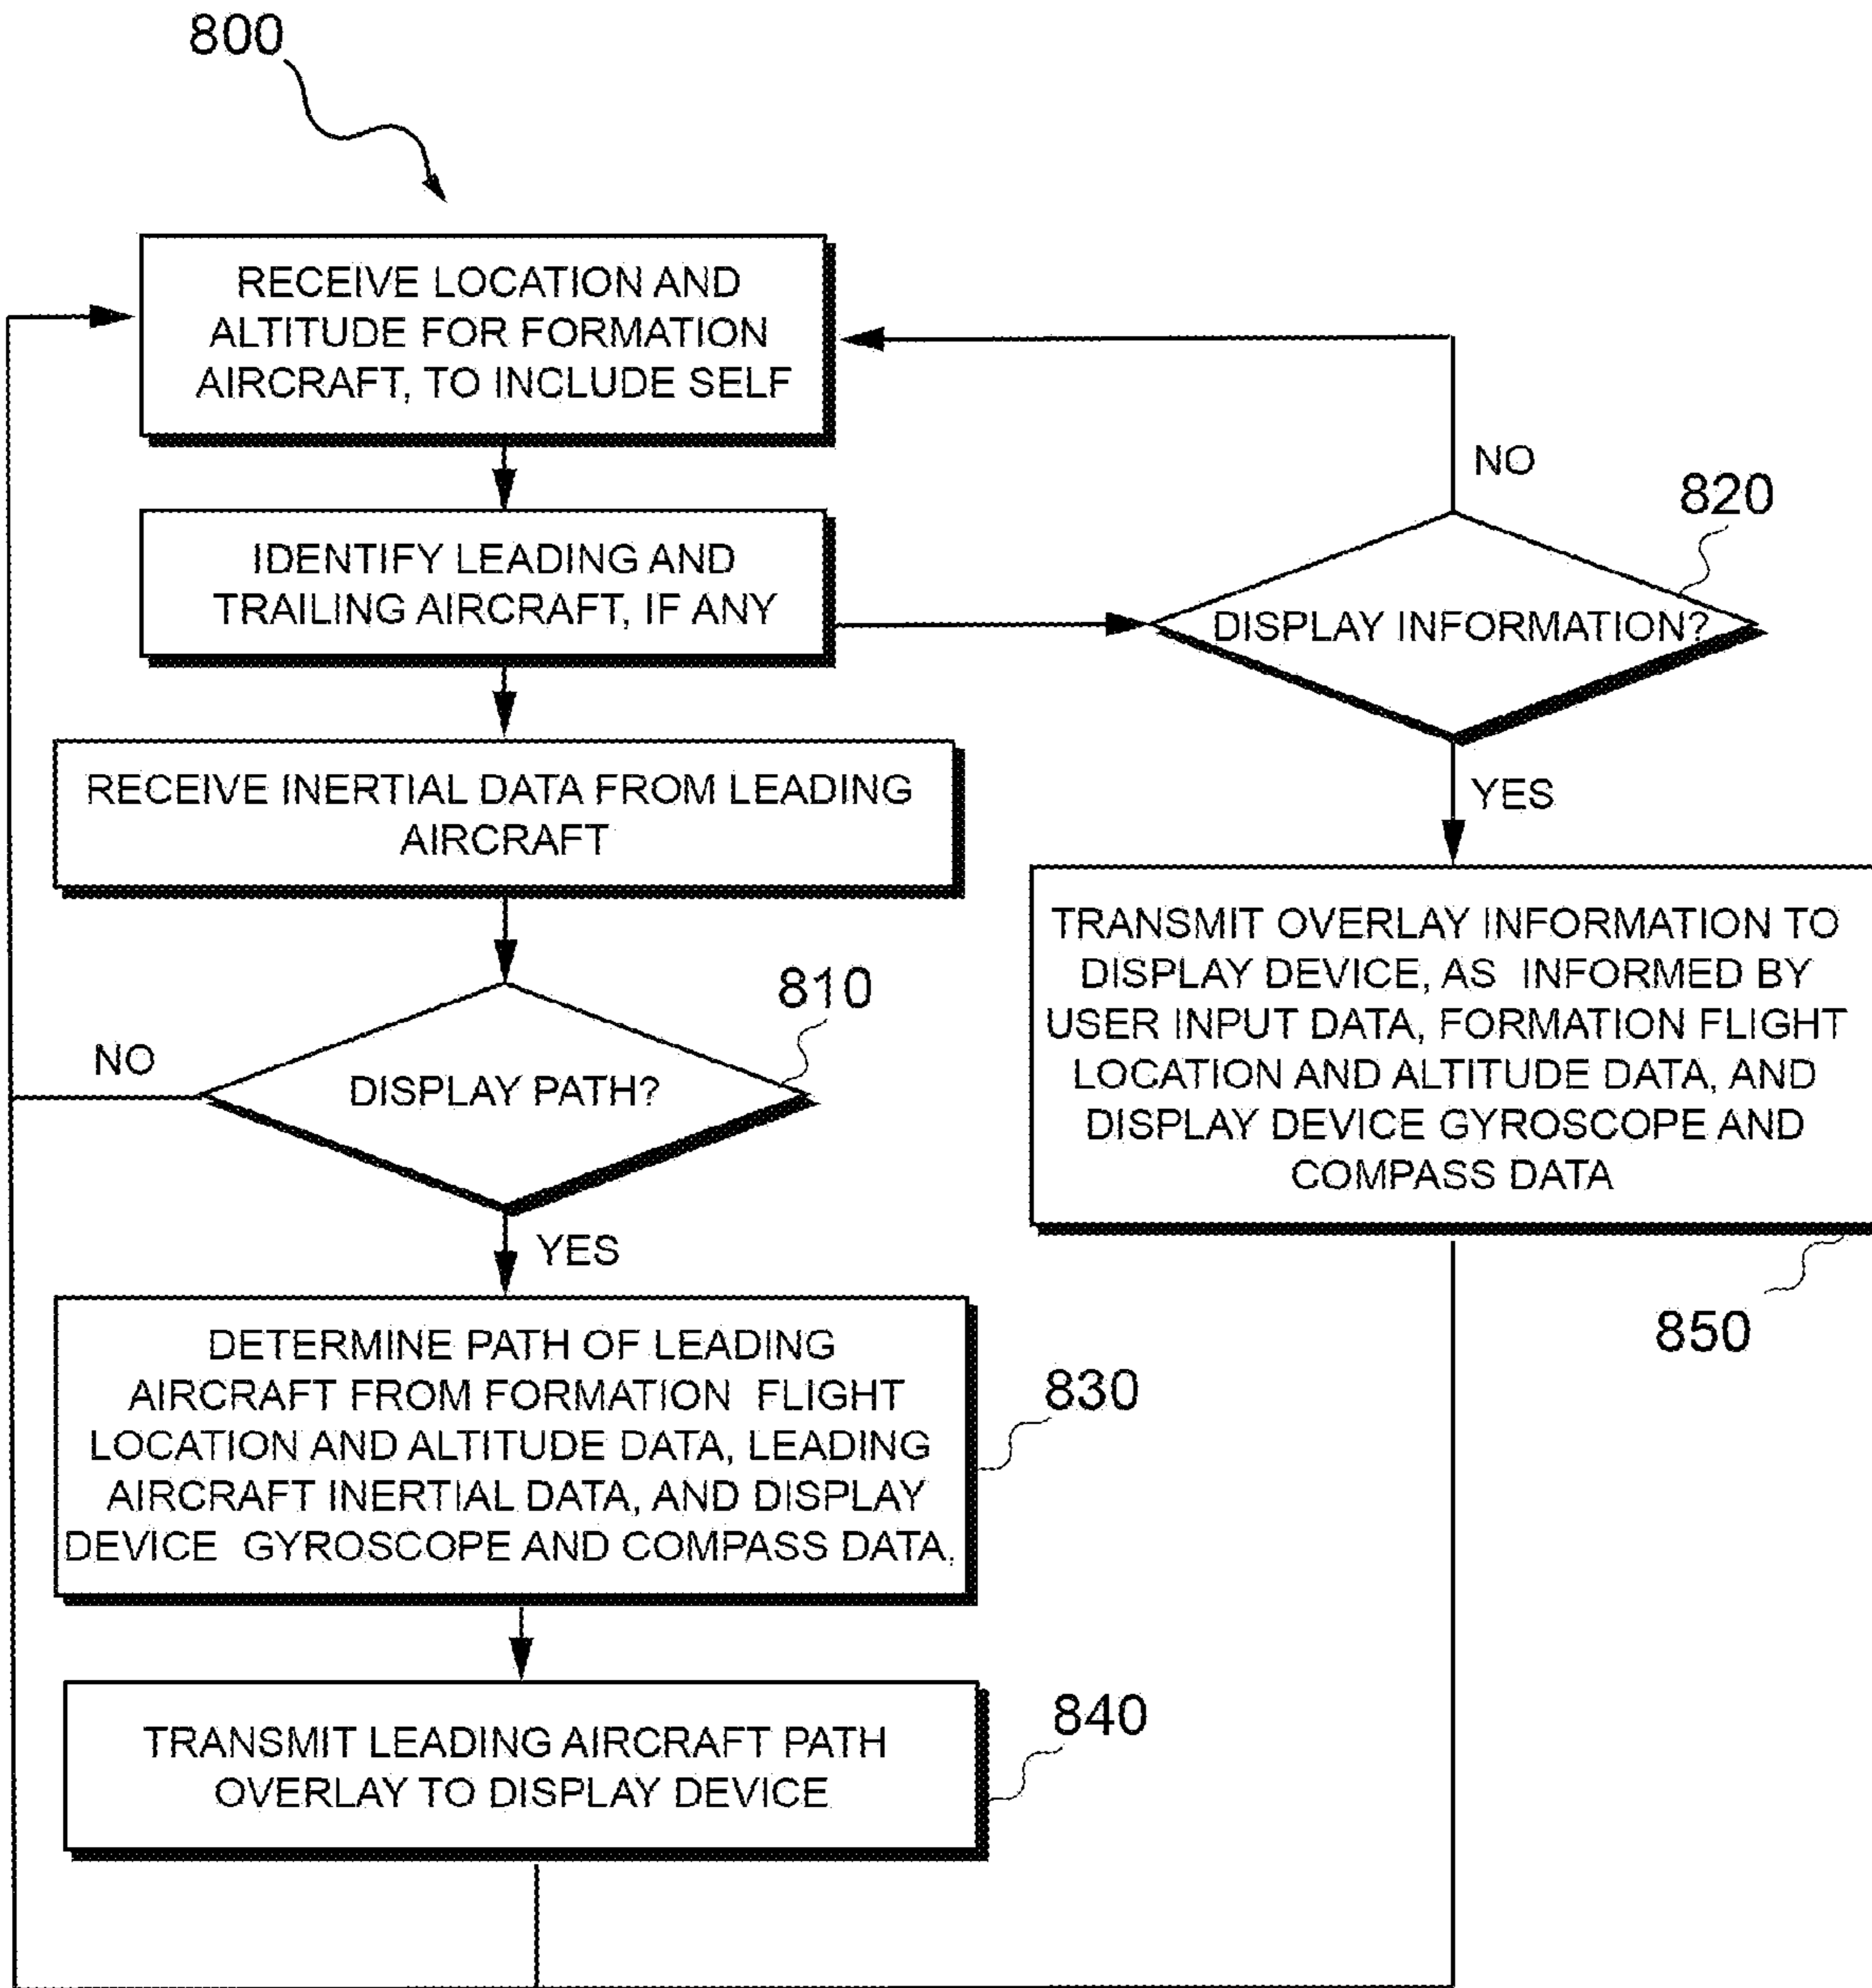 800
RECEIVE LOCATION AND
ALTITUDE FOR FORMATION
AIRCRAFT, TO INCLUDE SELF
IDENTIFY LEADING AND
TRAILING AIRCRAFT, IF ANY
NO
820
DISPLAY INFORMATION?
YES
RECEIVE INERTIAL DATA FROM LEADING
AIRCRAFT
TRANSMIT OVERLAY INFORMATION TO
DISPLAY DEVICE, AS INFORMED BY
USER INPUT DATA, FORMATION FLIGHT
LOCATION AND ALTITUDE DATA, AND
DISPLAY DEVICE GYROSCOPE AND
COMPASS DATA
850
810
NO
DISPLAY PATH?
YES
DETERMINE PATH OF LEADING
AIRCRAFT FROM FORMATION FLIGHT
LOCATION AND ALTITUDE DATA, LEADING
AIRCRAFT INERTIAL DATA, AND DISPLAY
DEVICE GYROSCOPE AND COMPASS DATA,
830
TRANSMIT LEADING AIRCRAFT PATH
OVERLAY TO DISPLAY DEVICE
840